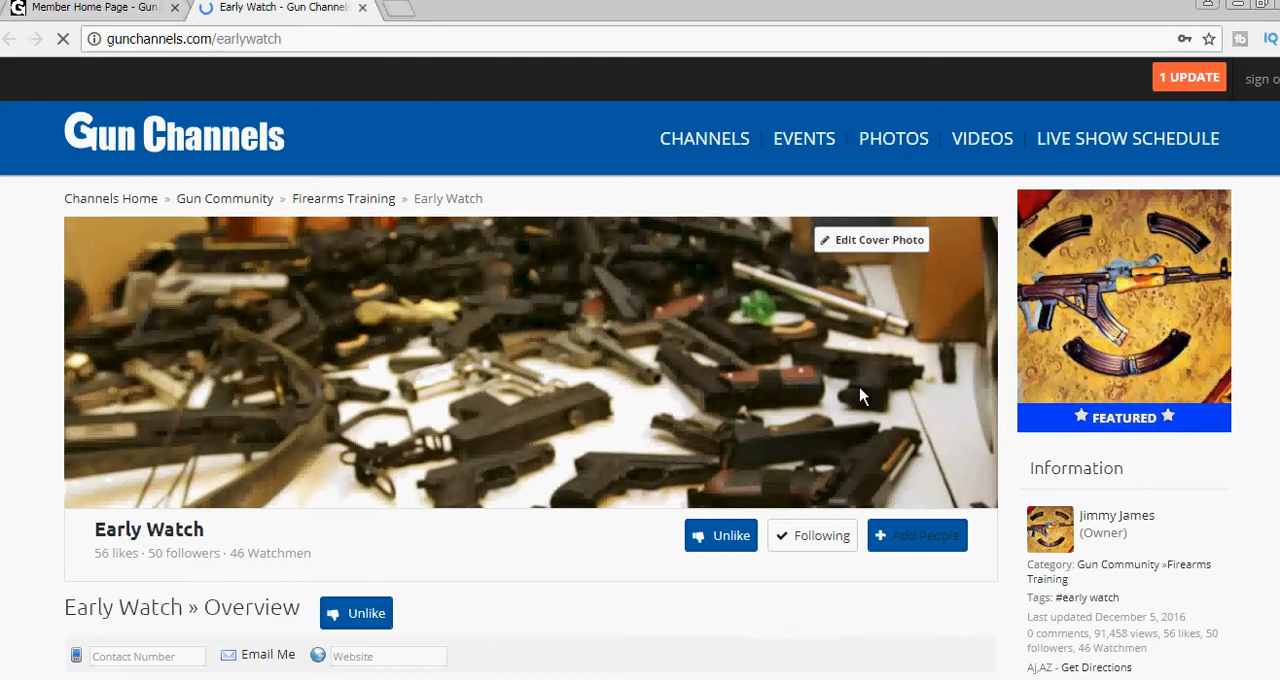 Member Home Page - Gun
Early Watch - Gun Channels
gunchannels.com/earlywatch
1 UPDATE
sign o
Gun Channels
CHANNELS
EVENTS
PHOTOS
VIDEOS
LIVE SHOW SCHEDULE
Channels Home » Gun Community » Firearms Training » Early Watch
Edit Cover Photo
FEATURED
Information
Jimmy James
(Owner)
Category: Gun Community »Firearms
Training
Tags: #early watch
Last updated December 5, 2016
0 comments, 91,458 views, 56 likes, 50
followers, 46 Watchmen
Aj,AZ - Get Directions
Early Watch
56 likes · 50 followers · 46 Watchmen
Unlike
Following
Add People
Early Watch » Overview
Unlike
Contact Number
Email Me
Website